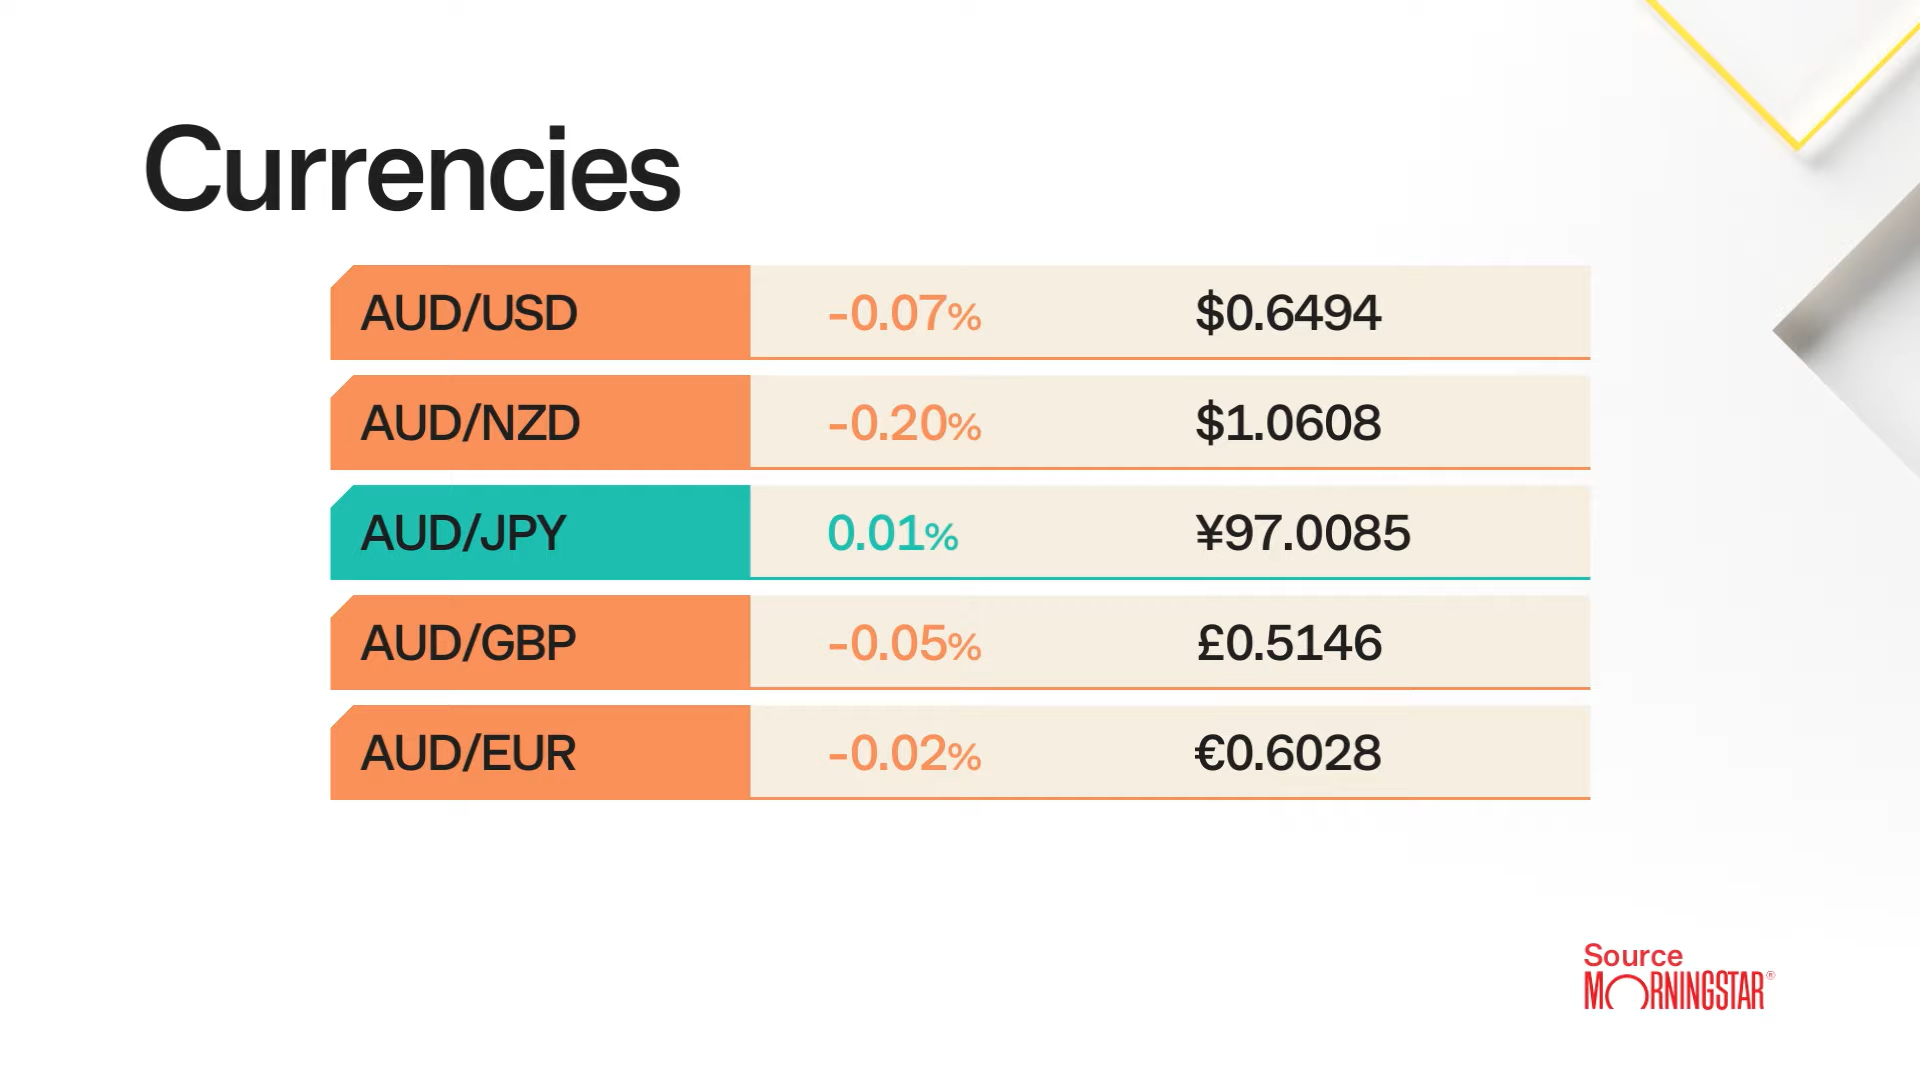 Currencies
AUD/USD -0.07% $0.6494
AUD/NZD -0.20% $1.0608
AUD/JPY 0.01% ¥97.0085
AUD/GBP -0.05% £0.5146
AUD/EUR -0.02% €0.6028
Source
MORNINGSTAR®